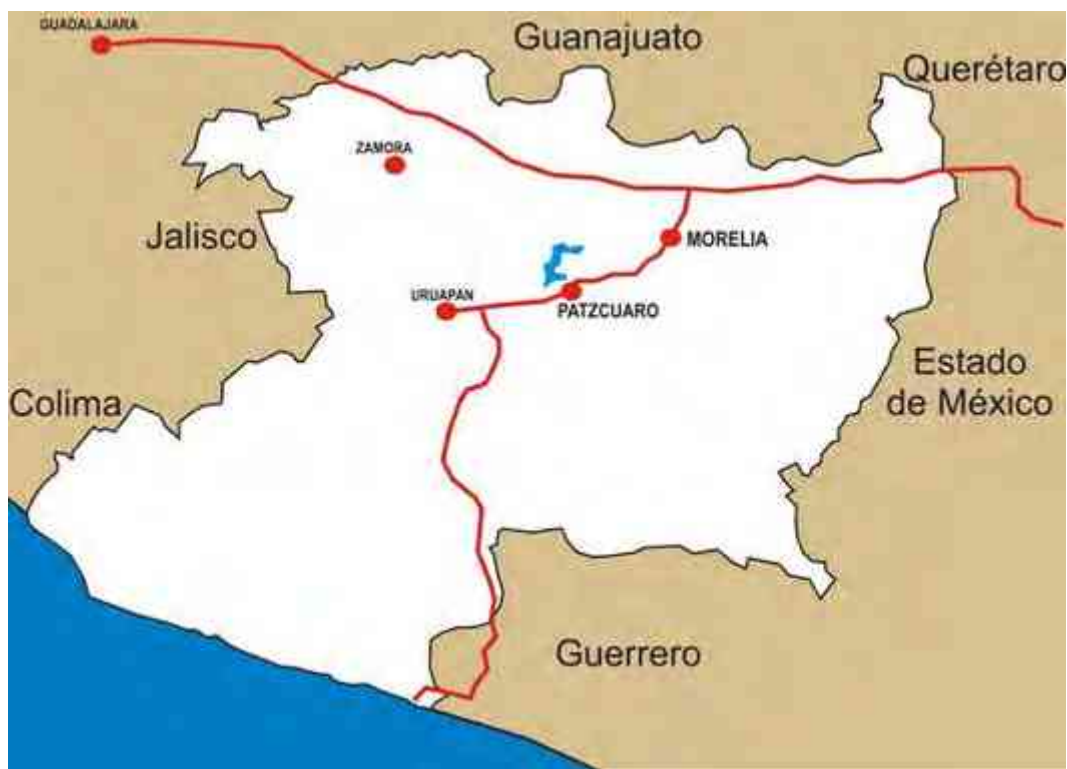 GUADALAJARA
Guanajuato
Querétaro
ZAMORA
Jalisco
MORELIA
URUAPAN
PATZCUARO
Estado
de México
Colima
Guerrero